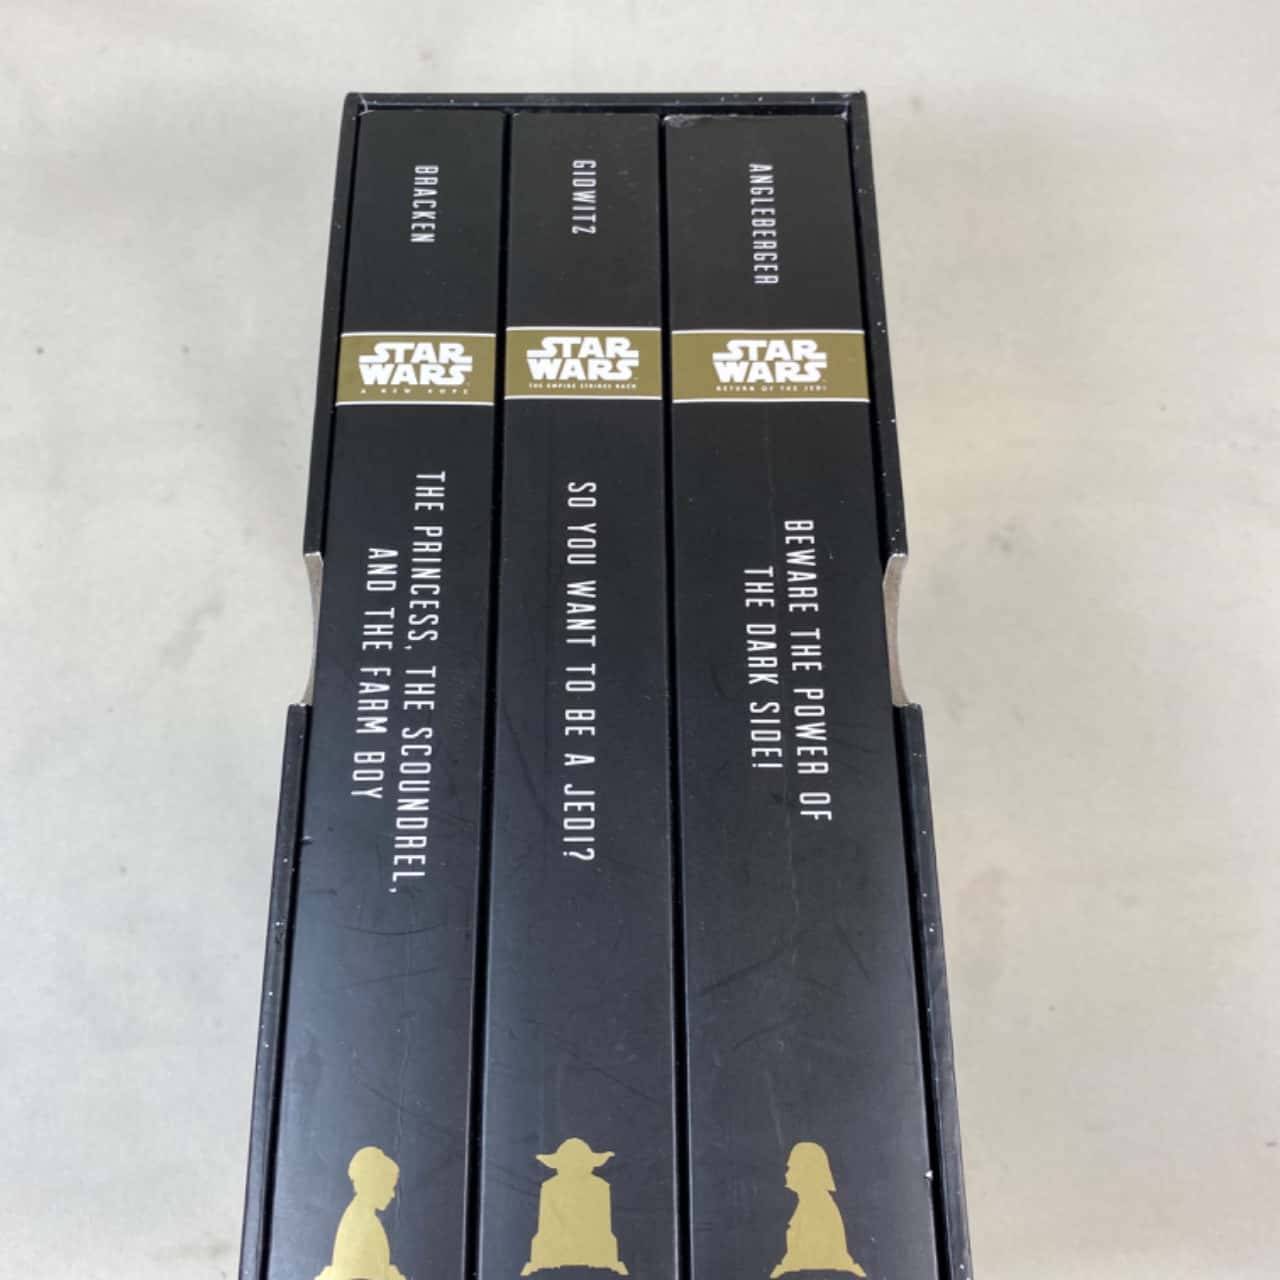 BRACKEN
STAR
WARS
A NEW HOPE
THE PRINCESS, THE SCOUNDREL,
AND THE FARM BOY
GIDWITZ
STAR
WARS
THE EMPIRE STRIKES BACK
SO YOU WANT TO BE A JEDI?
ANGLEBERGER
STAR
WARS
RETURN OF THE JEDI
BEWARE THE POWER OF
THE DARK SIDE!